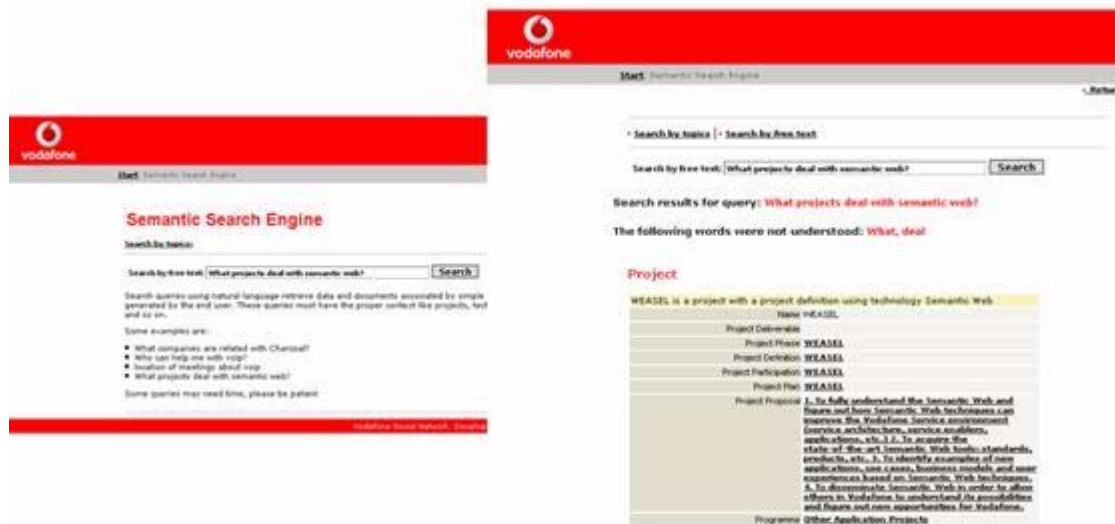 vodafone
Start Semantic Search Engine
Semantic Search Engine
Search by topics
Search by free text: What projects deal with semantic web? Search
Search queries using natural language retrieve data and documents associated by simple
generated by the end user. These queries must have the proper context like projects, tech
and so on.
Some examples are:
What companies are related with
Who can help me with voip?
location of meetings about voip
What projects deal with semantic web?
Some queries may need time, please be patient
Vodafone Social Network,
vodafone
Start Semantic Search Engine
Search by topics | Search by free text
Search by free text: What projects deal with semantic web? Search
Search results for query: What projects deal with semantic web?
The following words were not understood: What, deal
Project
WEASEL is a project with a project definition using technology Semantic Web
Name WEASEL
Project Deliverable
Project Phase WEASEL
Project Definition WEASEL
Project Participation WEASEL
Project Plan WEASEL
Project Proposal 1. To fully understand the Semantic Web and
figure out how Semantic Web techniques can
improve the Vodafone Service environment
(service architecture, service enablers,
applications, etc.) 2. To acquire the
state-of-the-art Semantic Web tools: standards,
products, etc. 3. To identify examples of new
applications, use cases, business models and user
experiences based on Semantic Web techniques.
4. To disseminate Semantic Web in order to allow
others in Vodafone to understand its possibilities
and figure out new opportunities for Vodafone.
Programme Other Application Projects